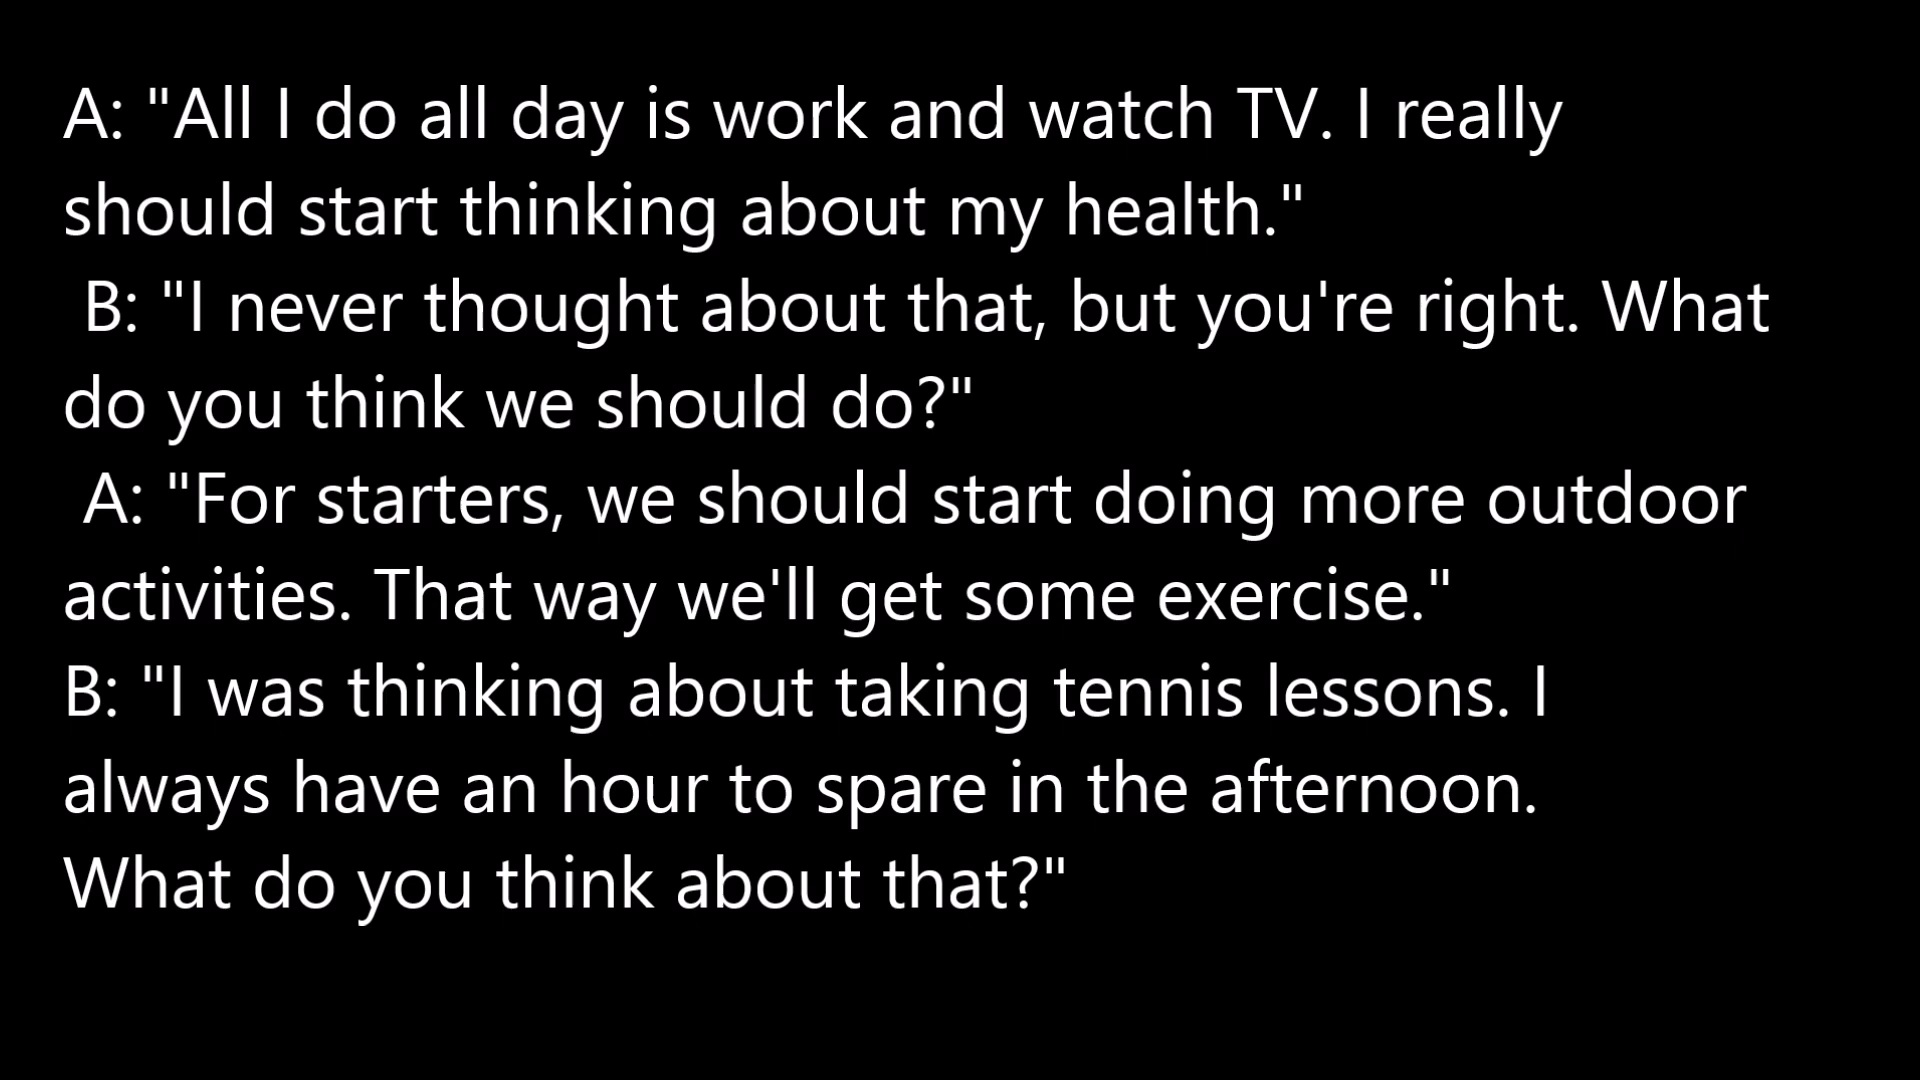 A: "All I do all day is work and watch TV. I really
should start thinking about my health."
B: "I never thought about that, but you're right. What
do you think we should do?"
A: "For starters, we should start doing more outdoor
activities. That way we'll get some exercise."
B: "I was thinking about taking tennis lessons. I
always have an hour to spare in the afternoon.
What do you think about that?"